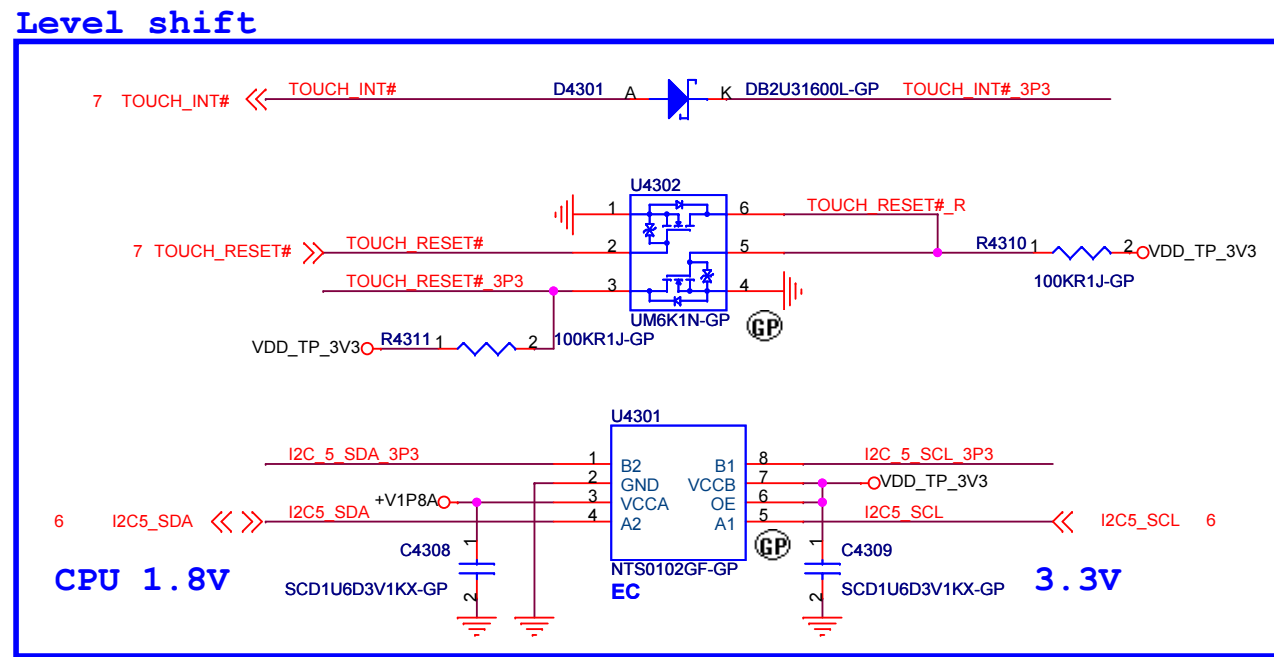 Level shift
7 TOUCH_INT# TOUCH_INT# D4301 A K DB2U31600L-GP TOUCH_INT#_3P3
U4302
1 6 TOUCH_RESET#_R
7 TOUCH_RESET# TOUCH_RESET# 2 5 R4310 1 2 VDD_TP_3V3
TOUCH_RESET#_3P3 3 4 100KR1J-GP
UM6K1N-GP GP
VDD_TP_3V3 R4311 1 2 100KR1J-GP
U4301
I2C_5_SDA_3P3 1 B2 B1 8 I2C_5_SCL_3P3
2 GND VCCB 7 VDD_TP_3V3
+V1P8A 3 VCCA OE 6
6 I2C5_SDA I2C5_SDA 4 A2 A1 5 I2C5_SCL I2C5_SCL 6
C4308 1 GP 1 C4309
NTS0102GF-GP
CPU 1.8V SCD1U6D3V1KX-GP 2 EC 2 SCD1U6D3V1KX-GP 3.3V